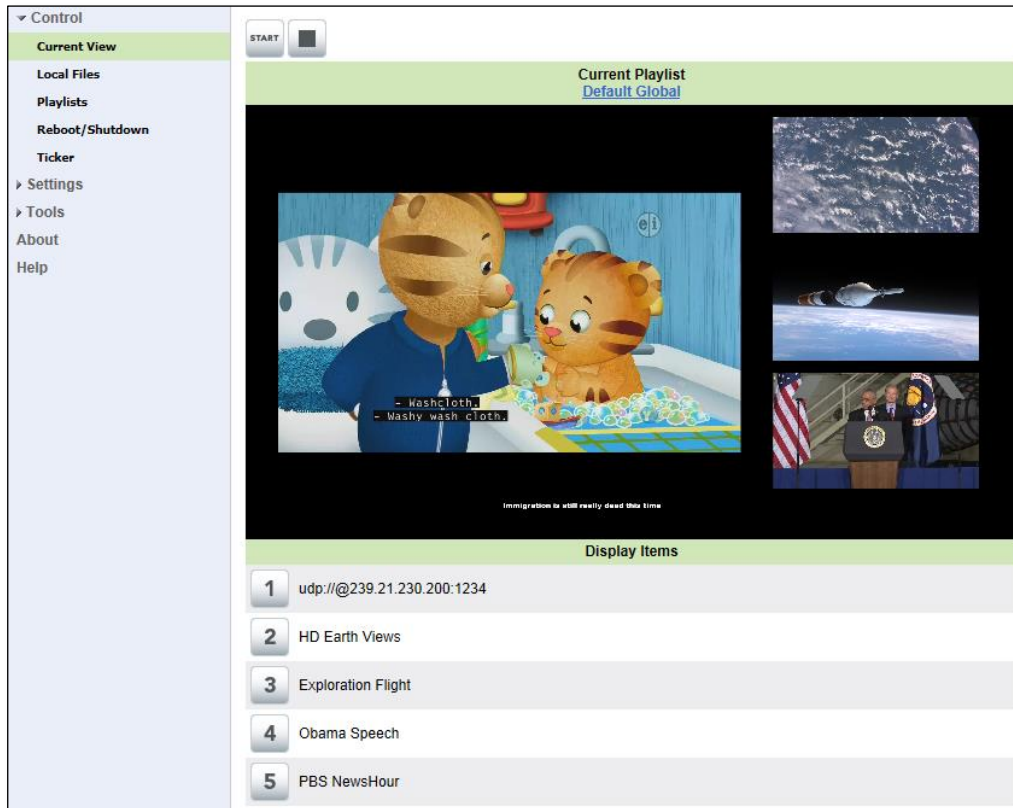 Control
Current View
Local Files
Playlists
Reboot/Shutdown
Ticker
Settings
Tools
About
Help
START
Current Playlist
Default Global
e/i
- Washcloth.
- Washy wash cloth.
Immigration is still really dead this time
Display Items
1 udp://@239.21.230.200:1234
2 HD Earth Views
3 Exploration Flight
4 Obama Speech
5 PBS NewsHour